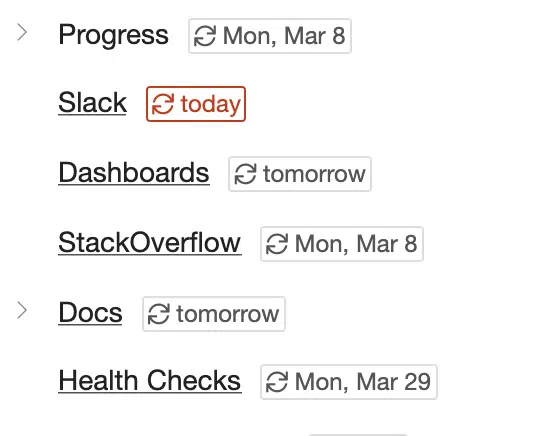 Progress Mon, Mar 8
Slack today
Dashboards tomorrow
StackOverflow Mon, Mar 8
Docs tomorrow
Health Checks Mon, Mar 29